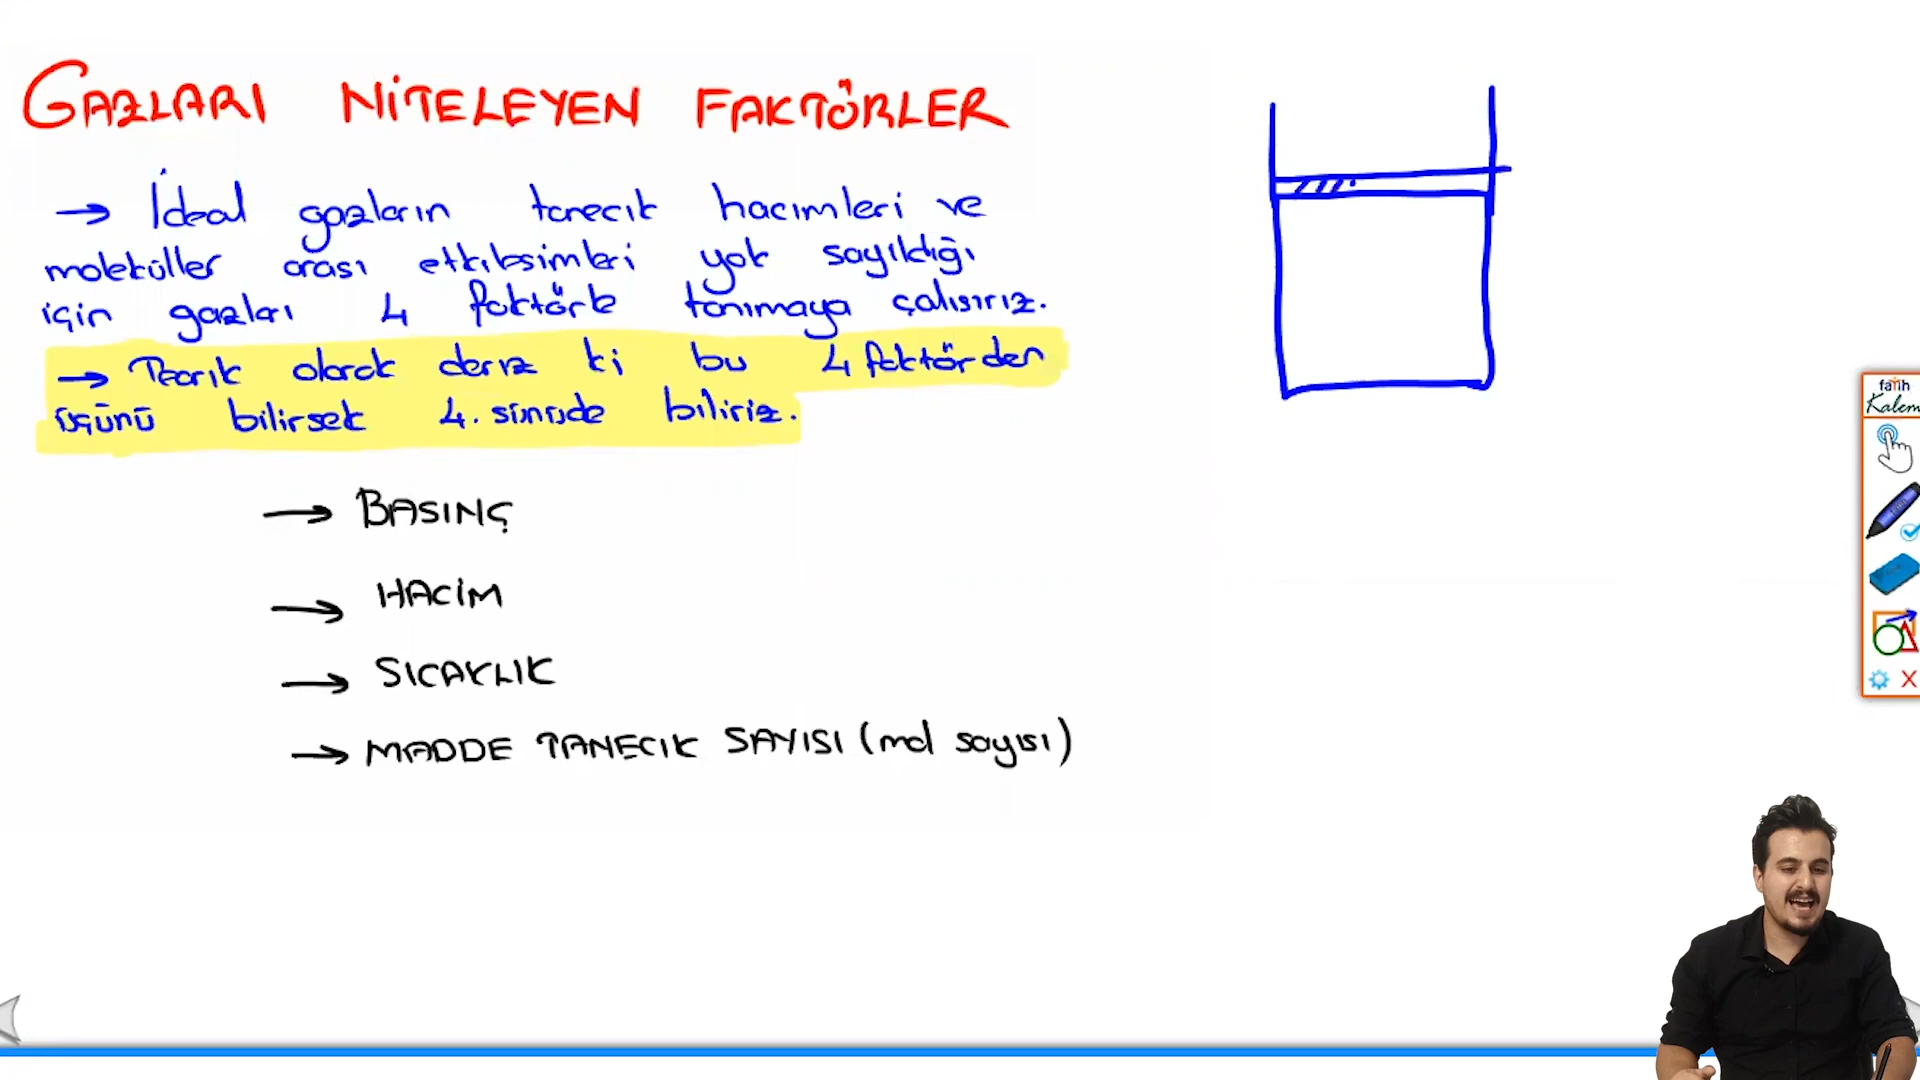 GAZLARI NİTELEYEN FAKTÖRLER
→ İdeal gazların tanecik hacimleri ve
moleküller arası etkileşimleri yok sayıldığı
için gazları 4 faktörle tanımaya çalışırız.
→ Teorik olarak deriz ki bu 4 faktörden
üçünü bilirsek 4. sünüde biliriz.
→ BASINÇ
→ HACİM
→ SICAKLIK
→ MADDE TANECIK SAYISI (mol sayısı)
fatih
Kalem